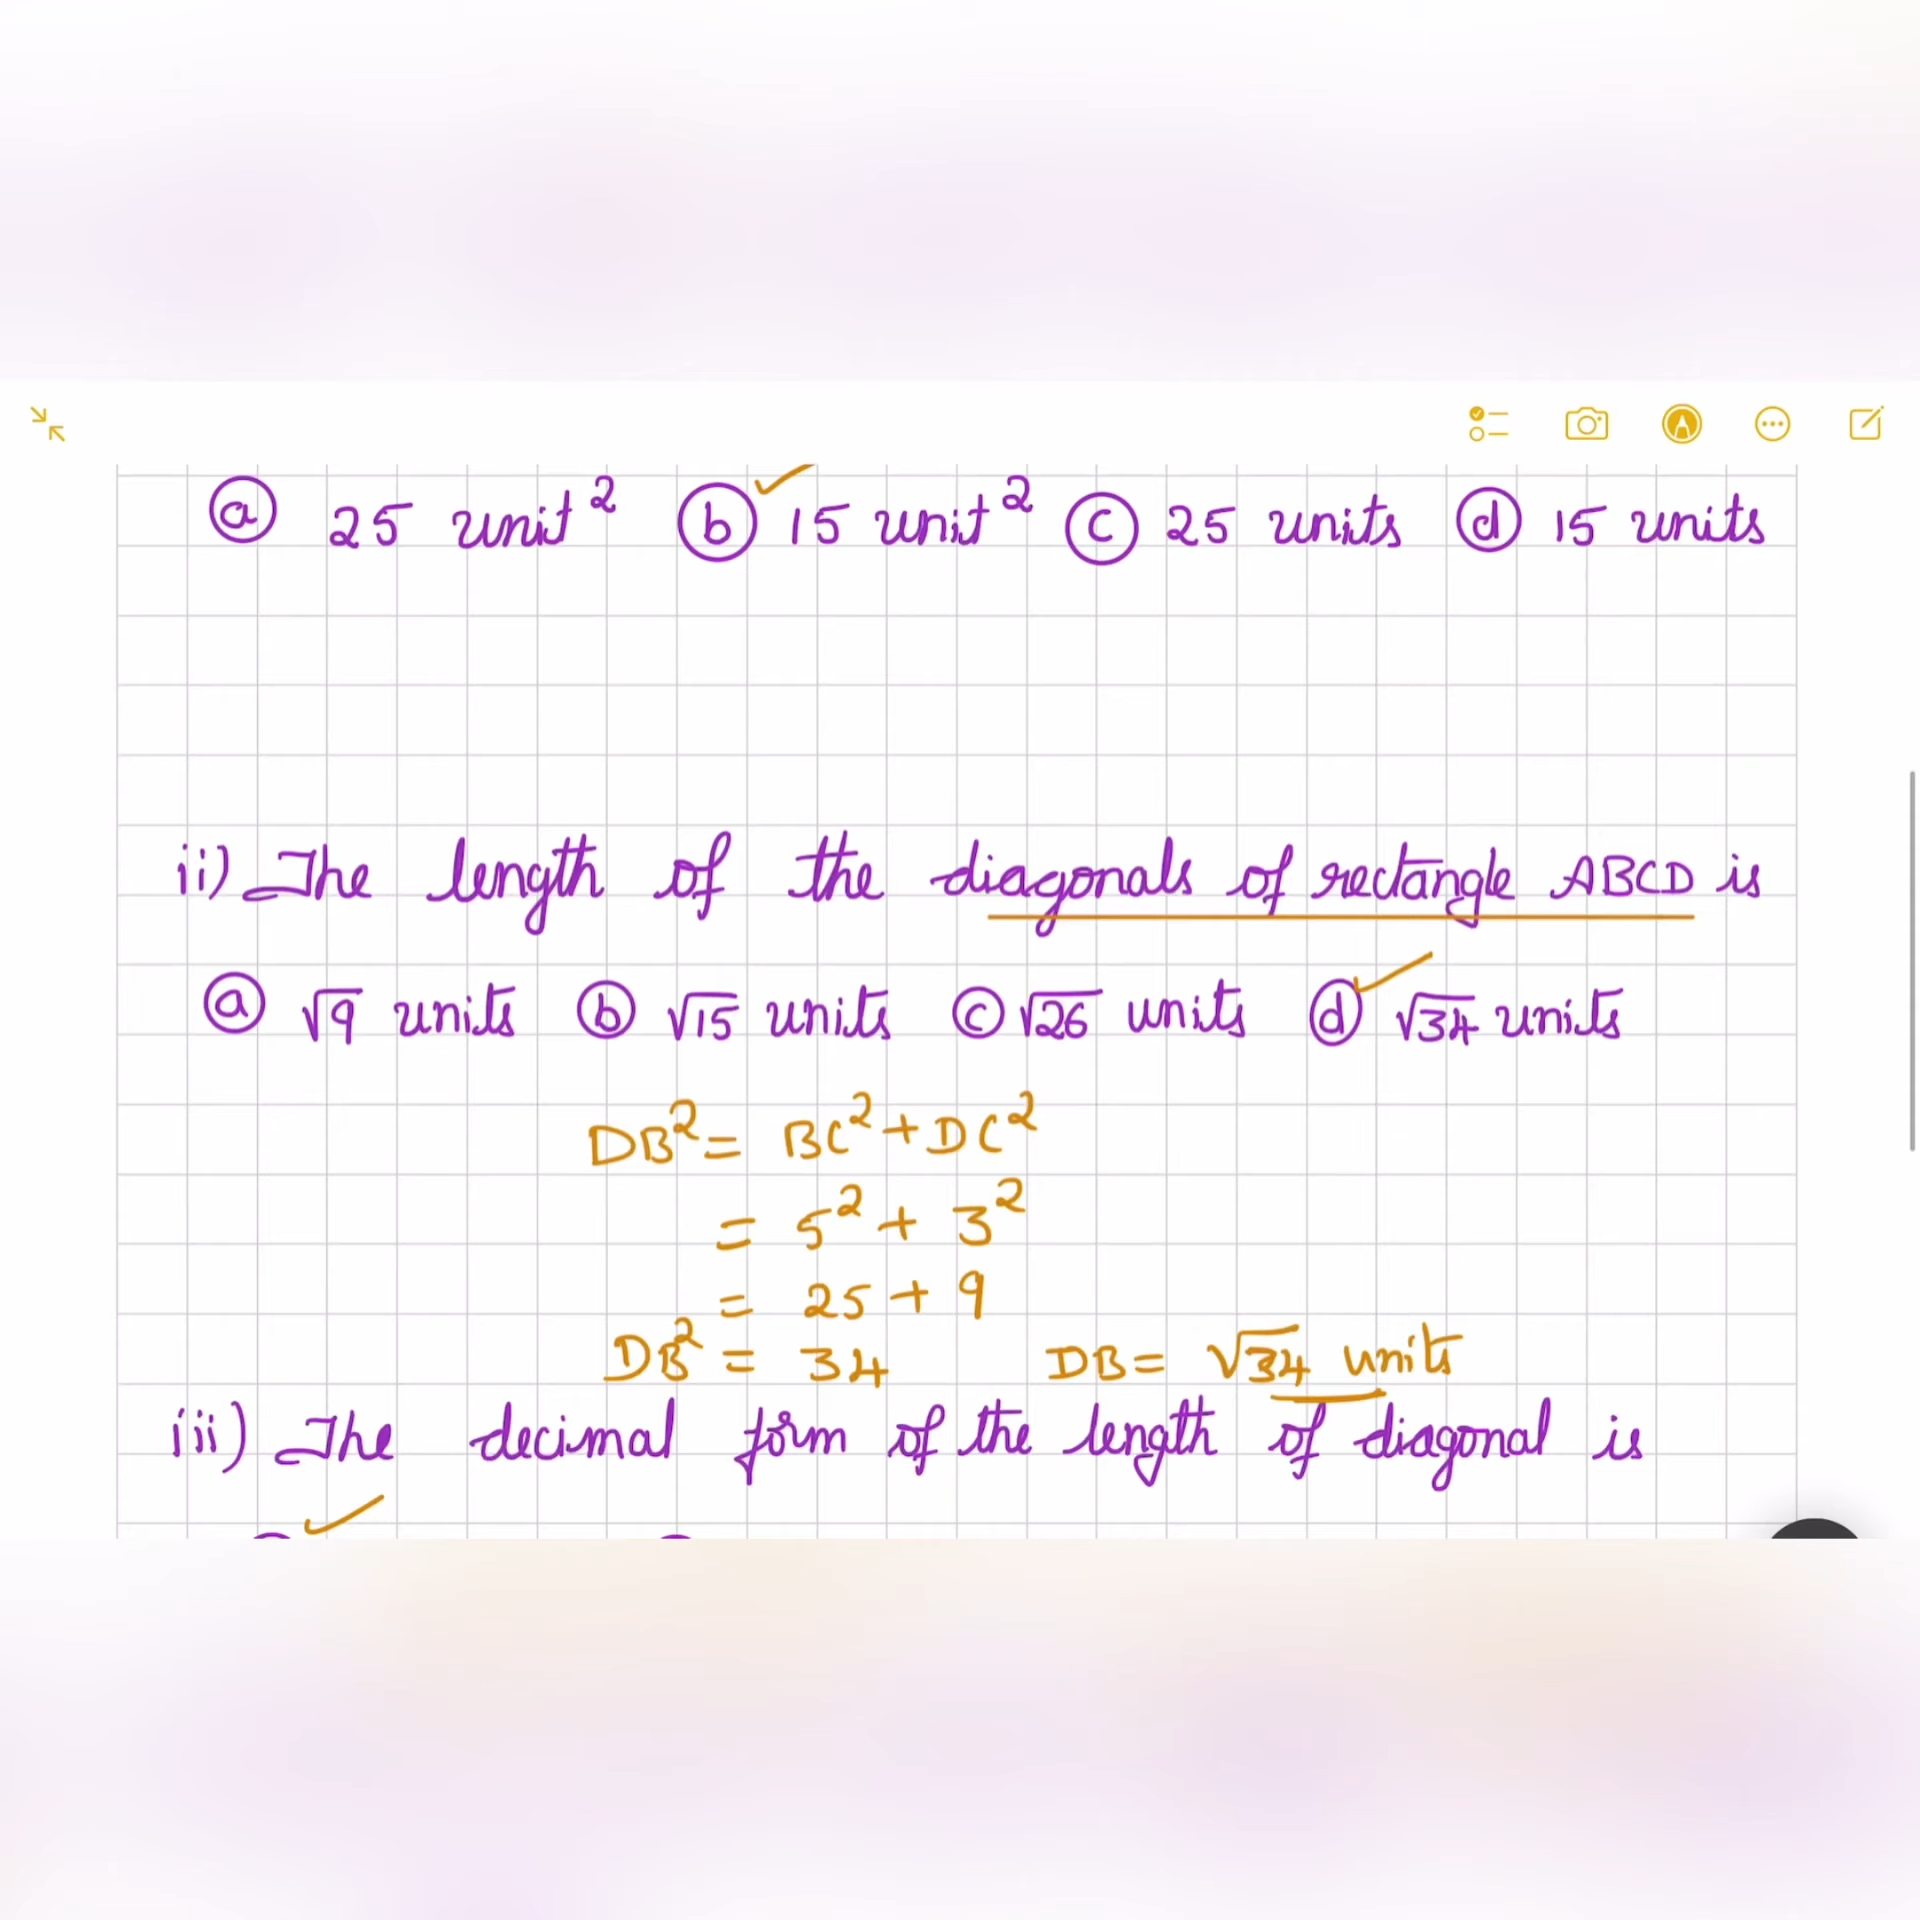 ⓐ 25 unit² ⓑ 15 unit² ⓒ 25 units ⓓ 15 units
ii) The length of the diagonals of rectangle ABCD is
ⓐ √9 units ⓑ √15 units ⓒ √26 units ⓓ √34 units
DB² = BC² + DC²
= 5² + 3²
= 25 + 9
DB² = 34 DB = √34 units
iii) The decimal form of the length of diagonal is